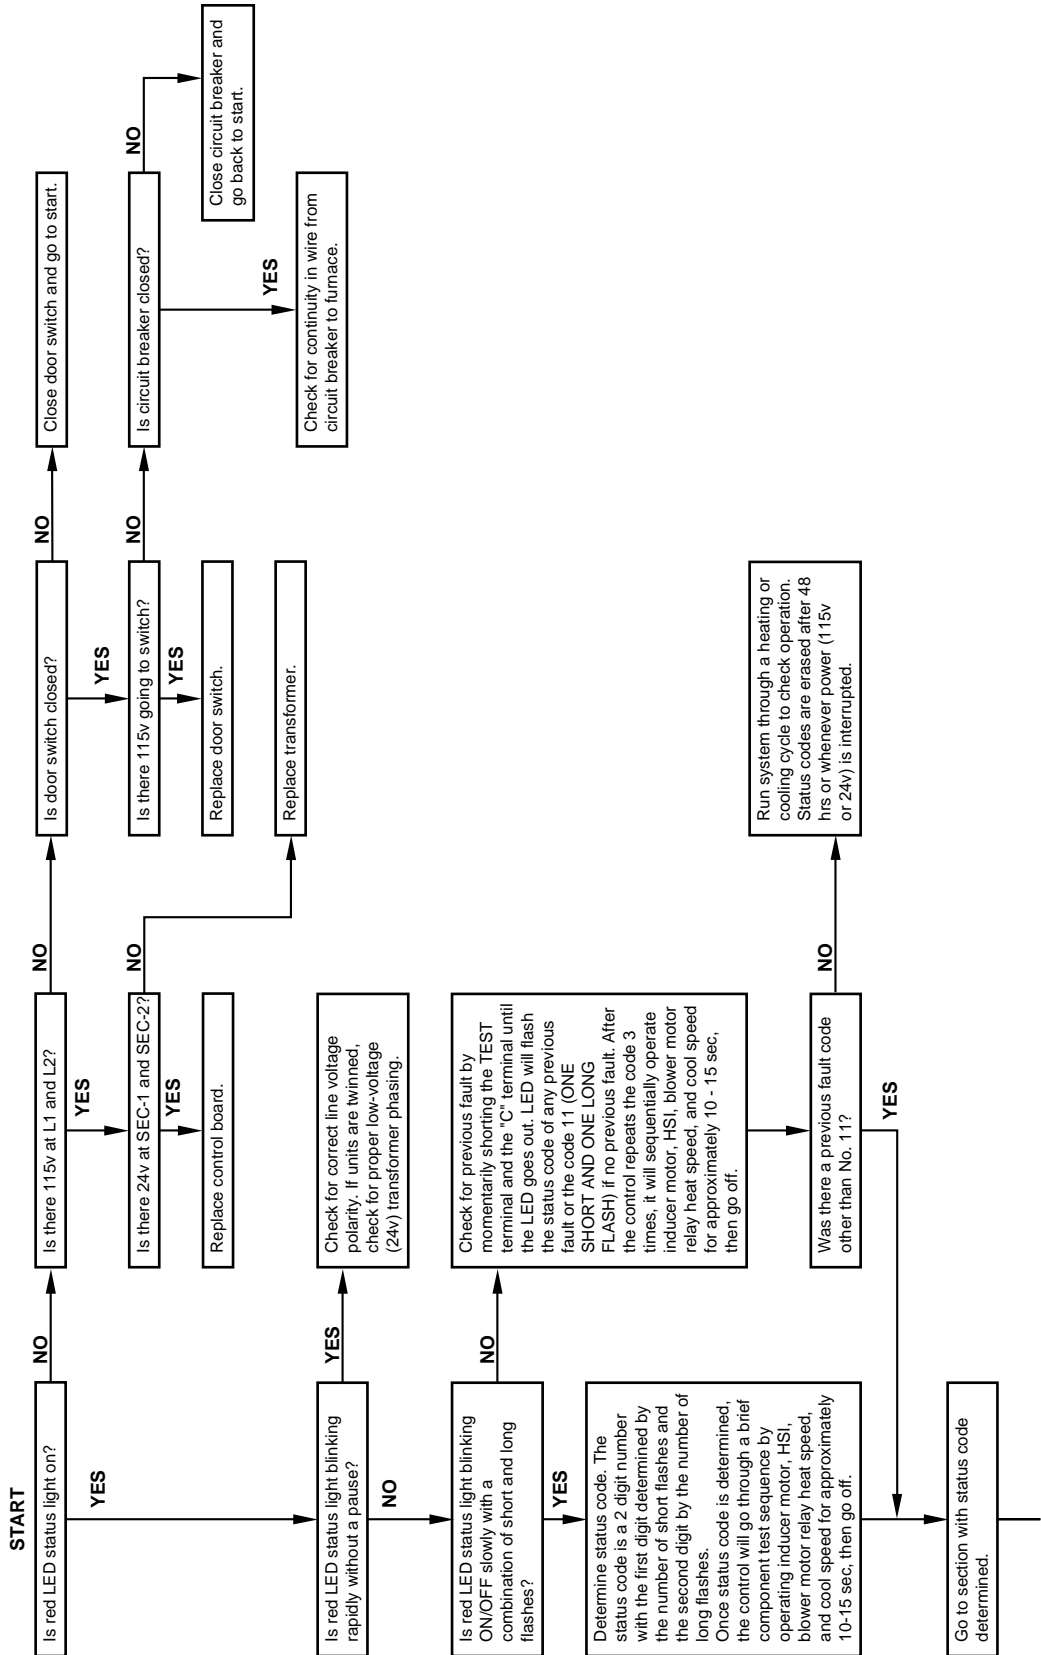 START
Is red LED status light on?
NO
YES
Is there 115v at L1 and L2?
NO
YES
Is door switch closed?
NO
YES
Close door switch and go to start.
Is there 24v at SEC-1 and SEC-2?
NO
YES
Replace control board.
Is there 115v going to switch?
NO
YES
Replace door switch.
Replace transformer.
Is circuit breaker closed?
NO
YES
Close circuit breaker and
go back to start.
Check for continuity in wire from
circuit breaker to furnace.
Is red LED status light blinking
rapidly without a pause?
YES
NO
Check for correct line voltage
polarity. If units are twinned,
check for proper low-voltage
(24v) transformer phasing.
Is red LED status light blinking
ON/OFF slowly with a
combination of short and long
flashes?
NO
YES
Check for previous fault by
momentarily shorting the TEST
terminal and the "C" terminal until
the LED goes out. LED will flash
the status code of any previous
fault or the code 11 (ONE
SHORT AND ONE LONG
FLASH) if no previous fault. After
the control repeats the code 3
times, it will sequentially operate
inducer motor, HSI, blower motor
relay heat speed, and cool speed
for approximately 10 - 15 sec,
then go off.
Determine status code. The
status code is a 2 digit number
with the first digit determined by
the number of short flashes and
the second digit by the number of
long flashes.
Once status code is determined,
the control will go through a brief
component test sequence by
operating inducer motor, HSI,
blower motor relay heat speed,
and cool speed for approximately
10-15 sec, then go off.
Was there a previous fault code
other than No. 11?
NO
YES
Run system through a heating or
cooling cycle to check operation.
Status codes are erased after 48
hrs or whenever power (115v
or 24v) is interrupted.
Go to section with status code
determined.